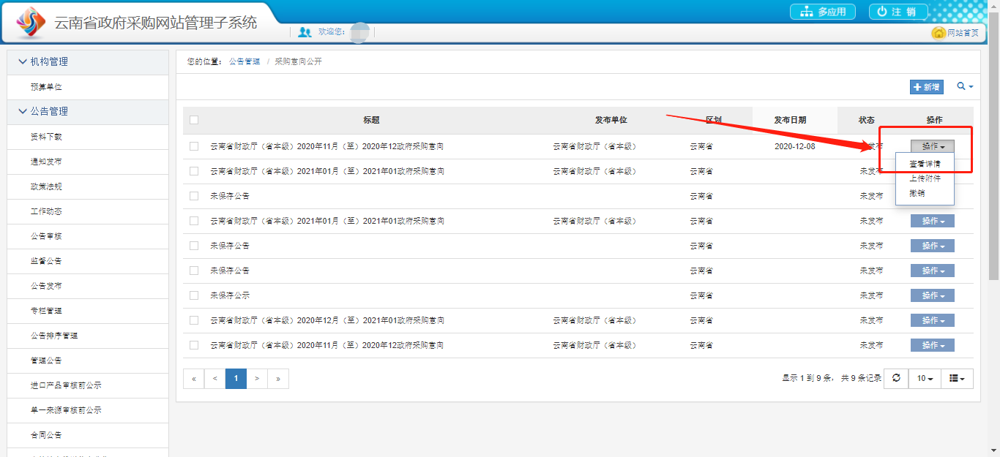 云南省政府采购网站管理子系统
多应用
注 销
欢迎您:
网站首页
机构管理
预算单位
公告管理
资料下载
通知发布
政策法规
工作动态
公告审核
监督公告
公告发布
专栏管理
公告排序管理
管理公告
进口产品审核前公示
单一来源审核前公示
合同公告
您的位置： 公告管理 / 采购意向公开
新增
标题 发布单位 区划 发布日期 状态 操作
云南省财政厅（省本级）2020年11月（至）2020年12政府采购意向 云南省财政厅（省本级） 云南省 2020-12-08 发布 操作
查看详情
上传附件
撤销
云南省财政厅（省本级）2021年01月（至）2021年01政府采购意向 云南省财政厅（省本级） 云南省 未发布
未保存公告 云南省 未发布
云南省财政厅（省本级）2021年01月（至）2021年01政府采购意向 云南省财政厅（省本级） 云南省 未发布 操作
未保存公告 云南省 未发布 操作
未保存公告 云南省 未发布 操作
未保存公示 云南省 未发布 操作
云南省财政厅（省本级）2020年12月（至）2021年01政府采购意向 云南省财政厅（省本级） 云南省 未发布 操作
云南省财政厅（省本级）2020年11月（至）2020年12政府采购意向 云南省财政厅（省本级） 云南省 未发布 操作
« < 1 > »
显示 1 到 9 条， 共 9 条记录
10